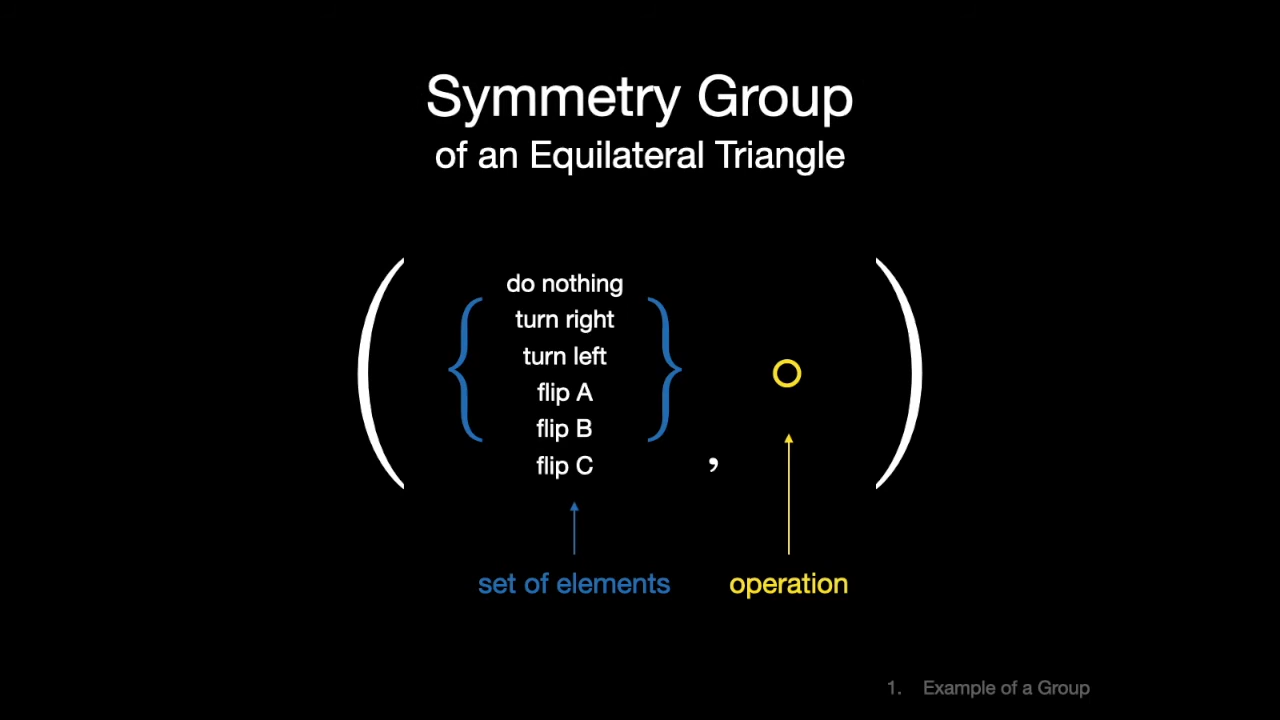 Symmetry Group
of an Equilateral Triangle
do nothing
turn right
turn left
flip A
flip B
flip C
,
set of elements
operation
1. Example of a Group